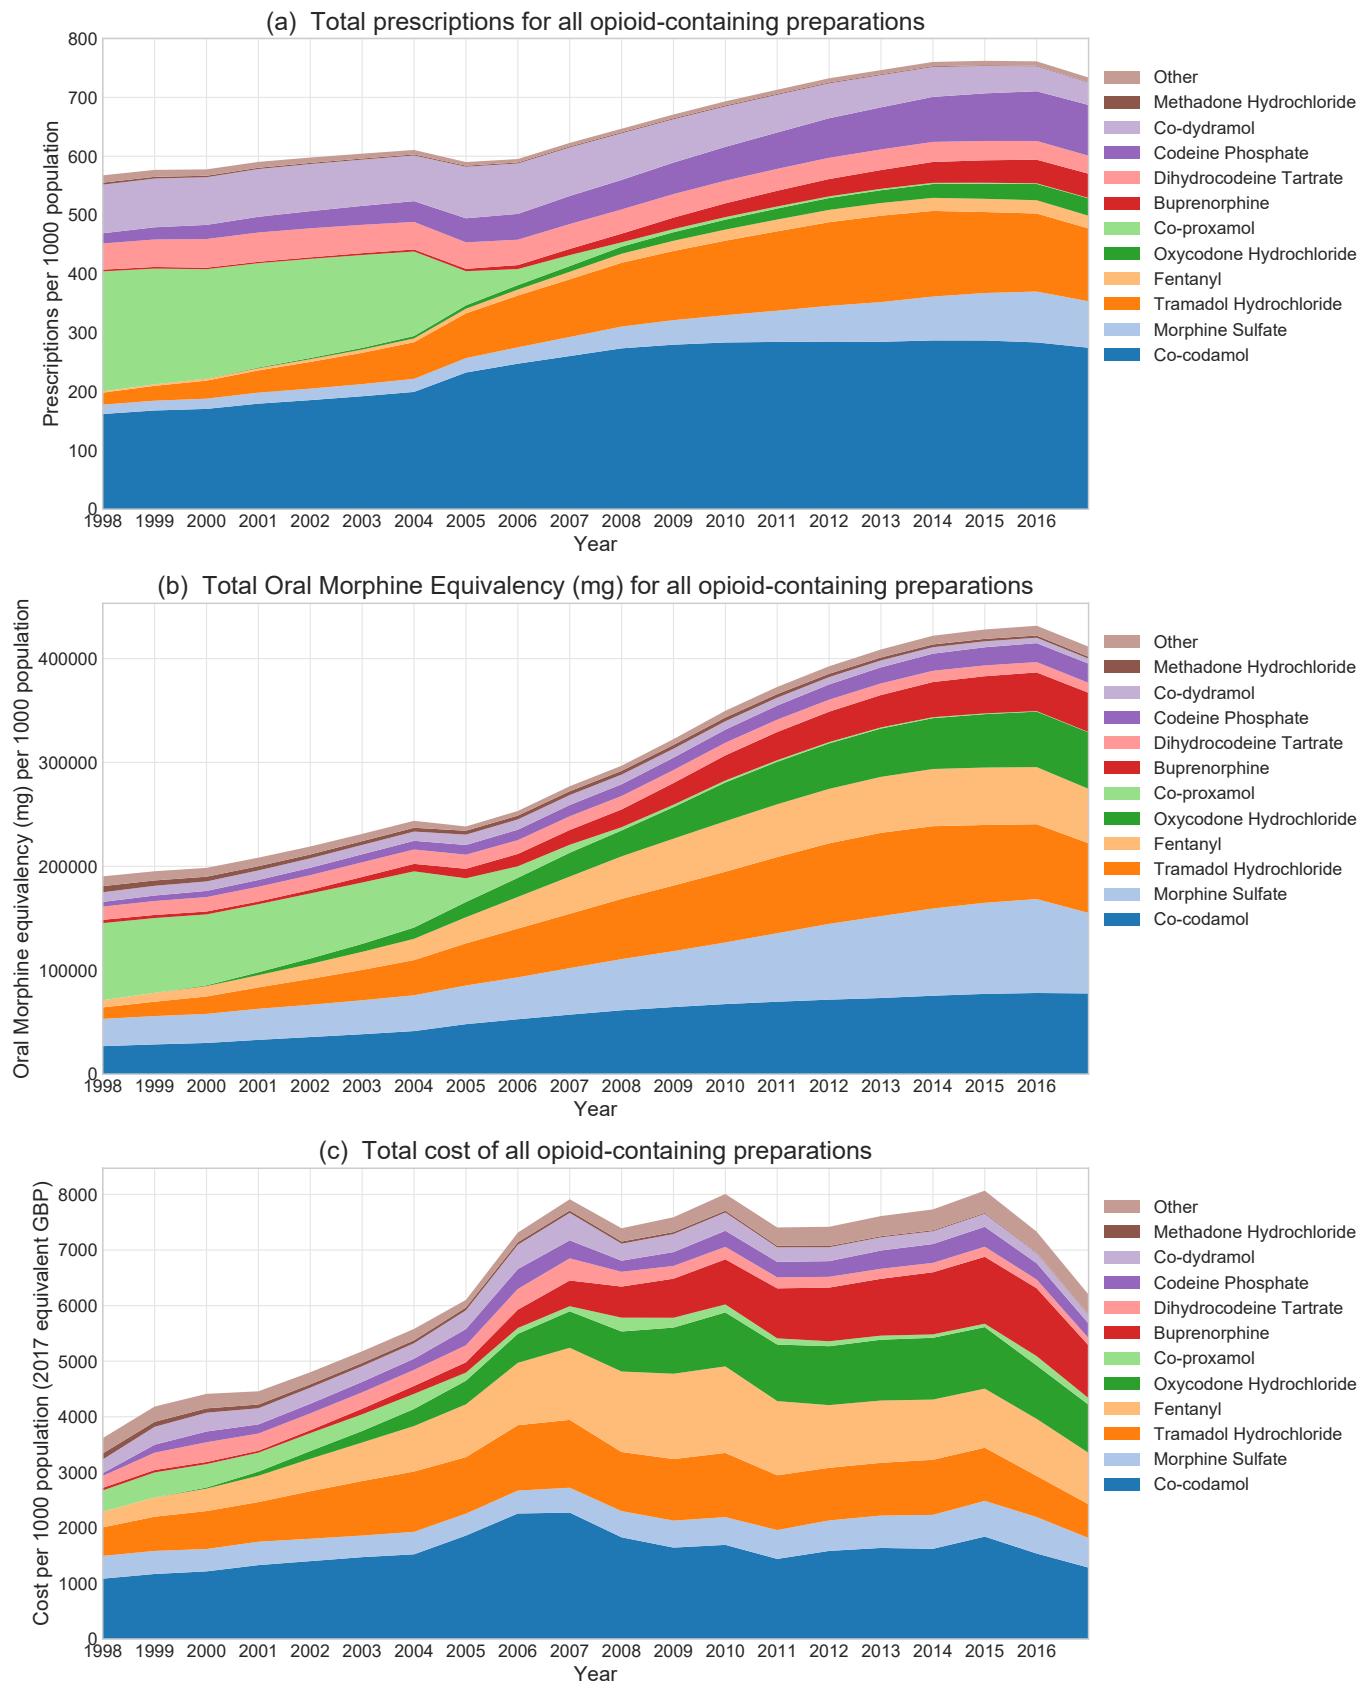 (a)  Total prescriptions for all opioid-containing preparations
Prescriptions per 1000 population
800
700
600
500
400
300
200
100
0
1998 1999 2000 2001 2002 2003 2004 2005 2006 2007 2008 2009 2010 2011 2012 2013 2014 2015 2016
Year
Other
Methadone Hydrochloride
Co-dydramol
Codeine Phosphate
Dihydrocodeine Tartrate
Buprenorphine
Co-proxamol
Oxycodone Hydrochloride
Fentanyl
Tramadol Hydrochloride
Morphine Sulfate
Co-codamol
(b)  Total Oral Morphine Equivalency (mg) for all opioid-containing preparations
Oral Morphine equivalency (mg) per 1000 population
400000
300000
200000
100000
0
1998 1999 2000 2001 2002 2003 2004 2005 2006 2007 2008 2009 2010 2011 2012 2013 2014 2015 2016
Year
Other
Methadone Hydrochloride
Co-dydramol
Codeine Phosphate
Dihydrocodeine Tartrate
Buprenorphine
Co-proxamol
Oxycodone Hydrochloride
Fentanyl
Tramadol Hydrochloride
Morphine Sulfate
Co-codamol
(c)  Total cost of all opioid-containing preparations
Cost per 1000 population (2017 equivalent GBP)
8000
7000
6000
5000
4000
3000
2000
1000
0
1998 1999 2000 2001 2002 2003 2004 2005 2006 2007 2008 2009 2010 2011 2012 2013 2014 2015 2016
Year
Other
Methadone Hydrochloride
Co-dydramol
Codeine Phosphate
Dihydrocodeine Tartrate
Buprenorphine
Co-proxamol
Oxycodone Hydrochloride
Fentanyl
Tramadol Hydrochloride
Morphine Sulfate
Co-codamol